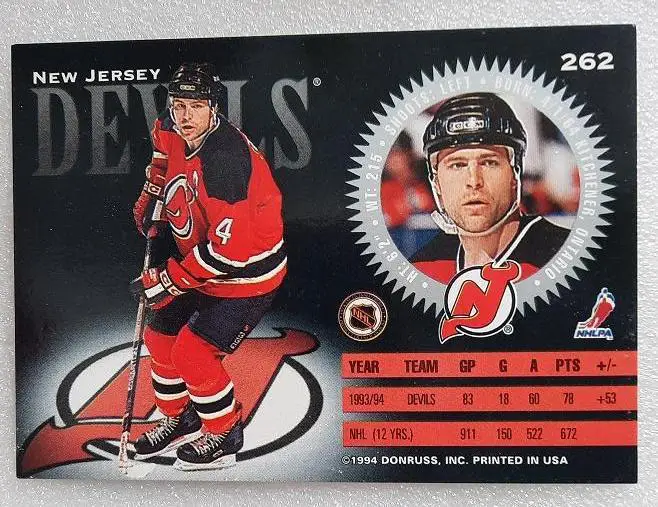 NEW JERSEY
DEVILS®
262
HT: 6'2" • WT: 215 • SHOOTS: LEFT • BORN: KITCHENER, ONTARIO
4
NHL
®
NHLPA
YEAR TEAM GP G A PTS +/-
1993/94 DEVILS 83 18 60 78 +53
NHL (12 YRS.) 911 150 522 672
©1994 DONRUSS, INC. PRINTED IN USA